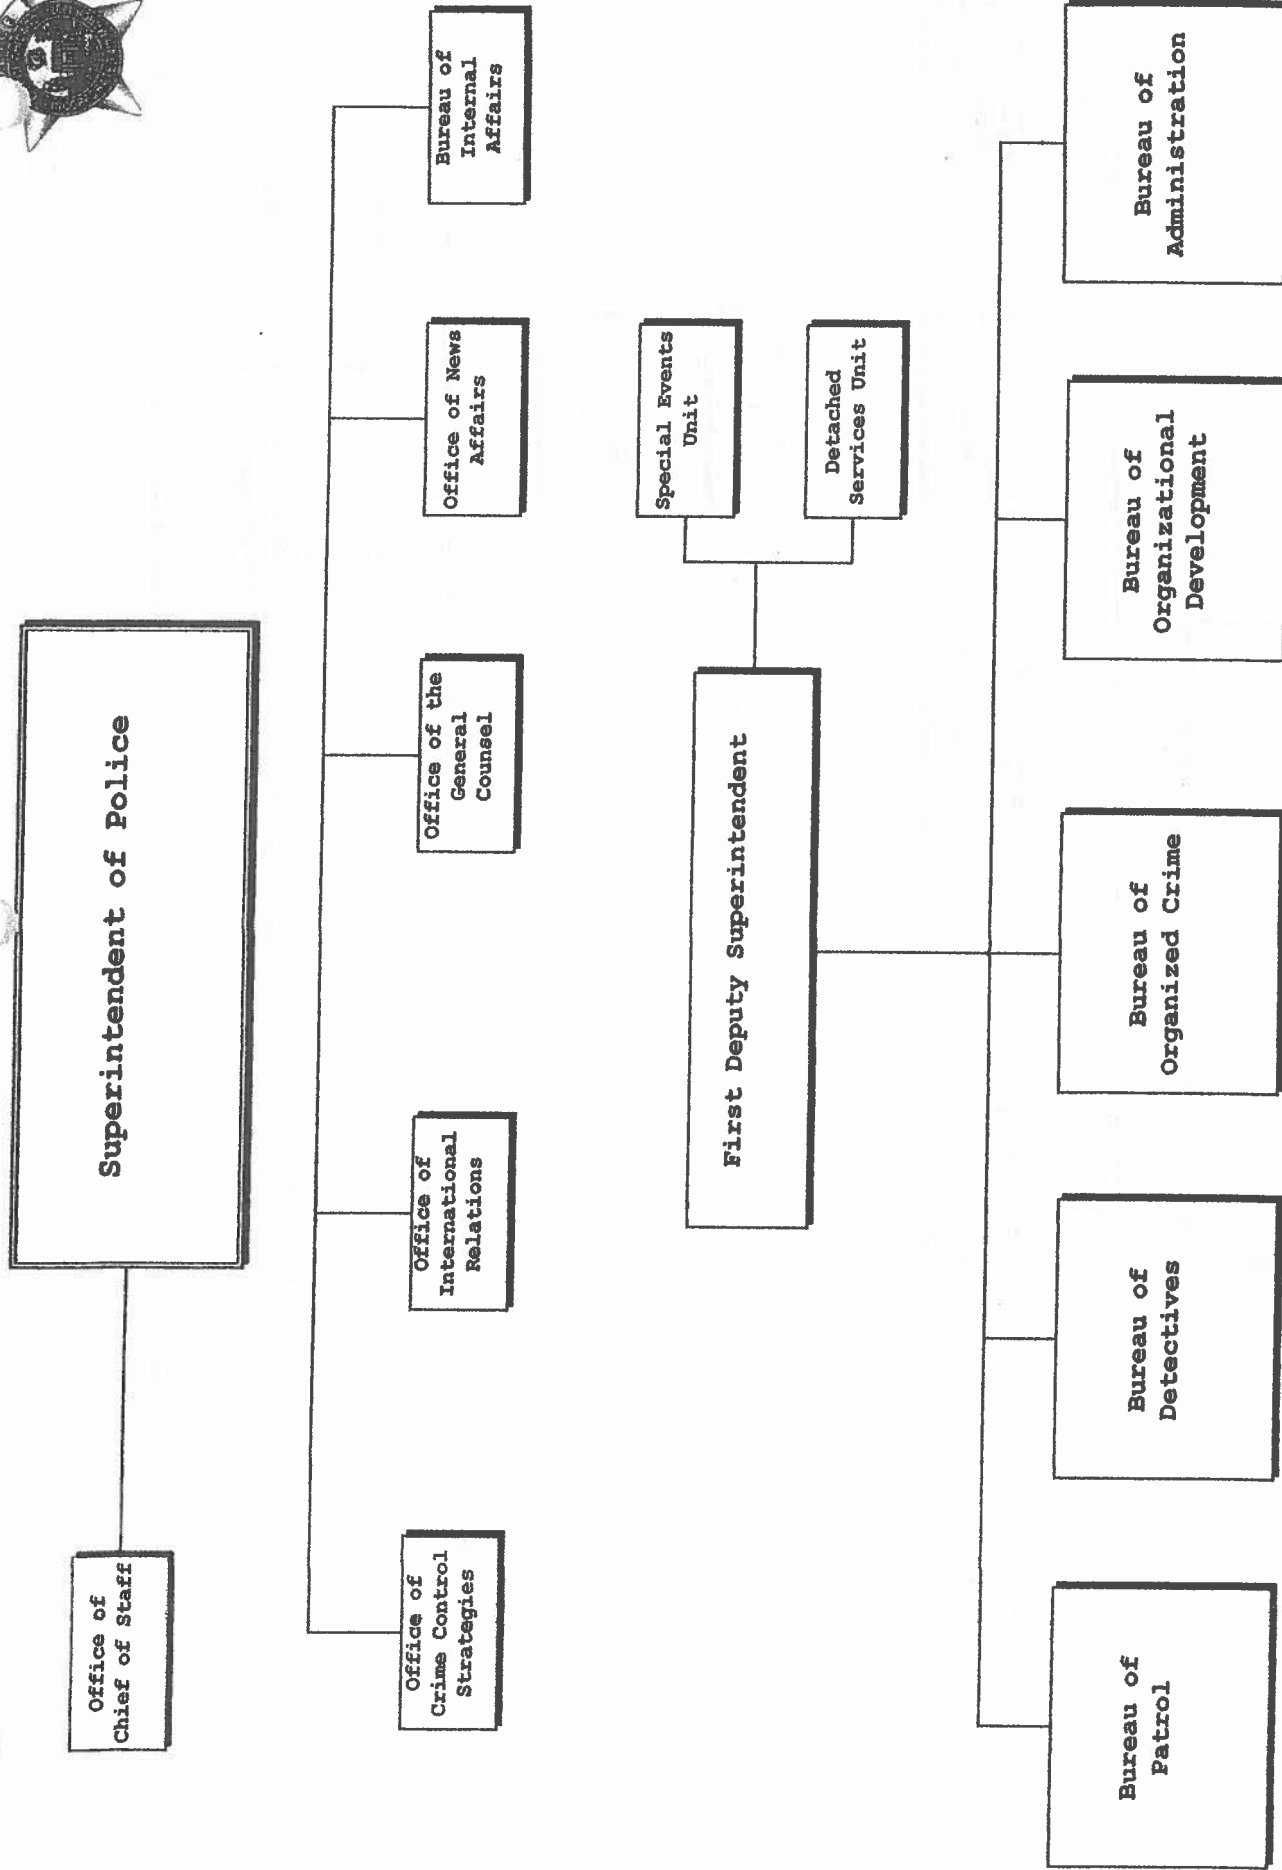 Superintendent of Police
Office of
Chief of Staff
Office of
Crime Control
Strategies
Office of
International
Relations
Office of the
General
Counsel
Office of News
Affairs
Bureau of
Internal
Affairs
First Deputy Superintendent
Special Events
Unit
Detached
Services Unit
Bureau of
Patrol
Bureau of
Detectives
Bureau of
Organized Crime
Bureau of
Organizational
Development
Bureau of
Administration